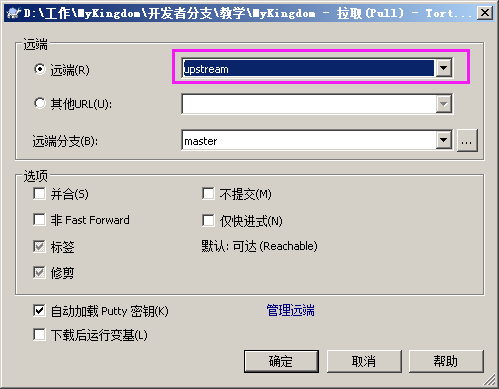 D:\工作\MyKingdom\开发者分支\教学\MyKingdom - 拉取(Pull) - Tort...
远端
远端(R)
upstream
其他URL(U):
远端分支(B):
master
...
选项
并合(S)
不提交(M)
非 Fast Forward
仅快进式(N)
标签
默认: 可达 (Reachable)
修剪
自动加载 Putty 密钥(K)
管理远端
下载后运行变基(L)
确定
取消
帮助